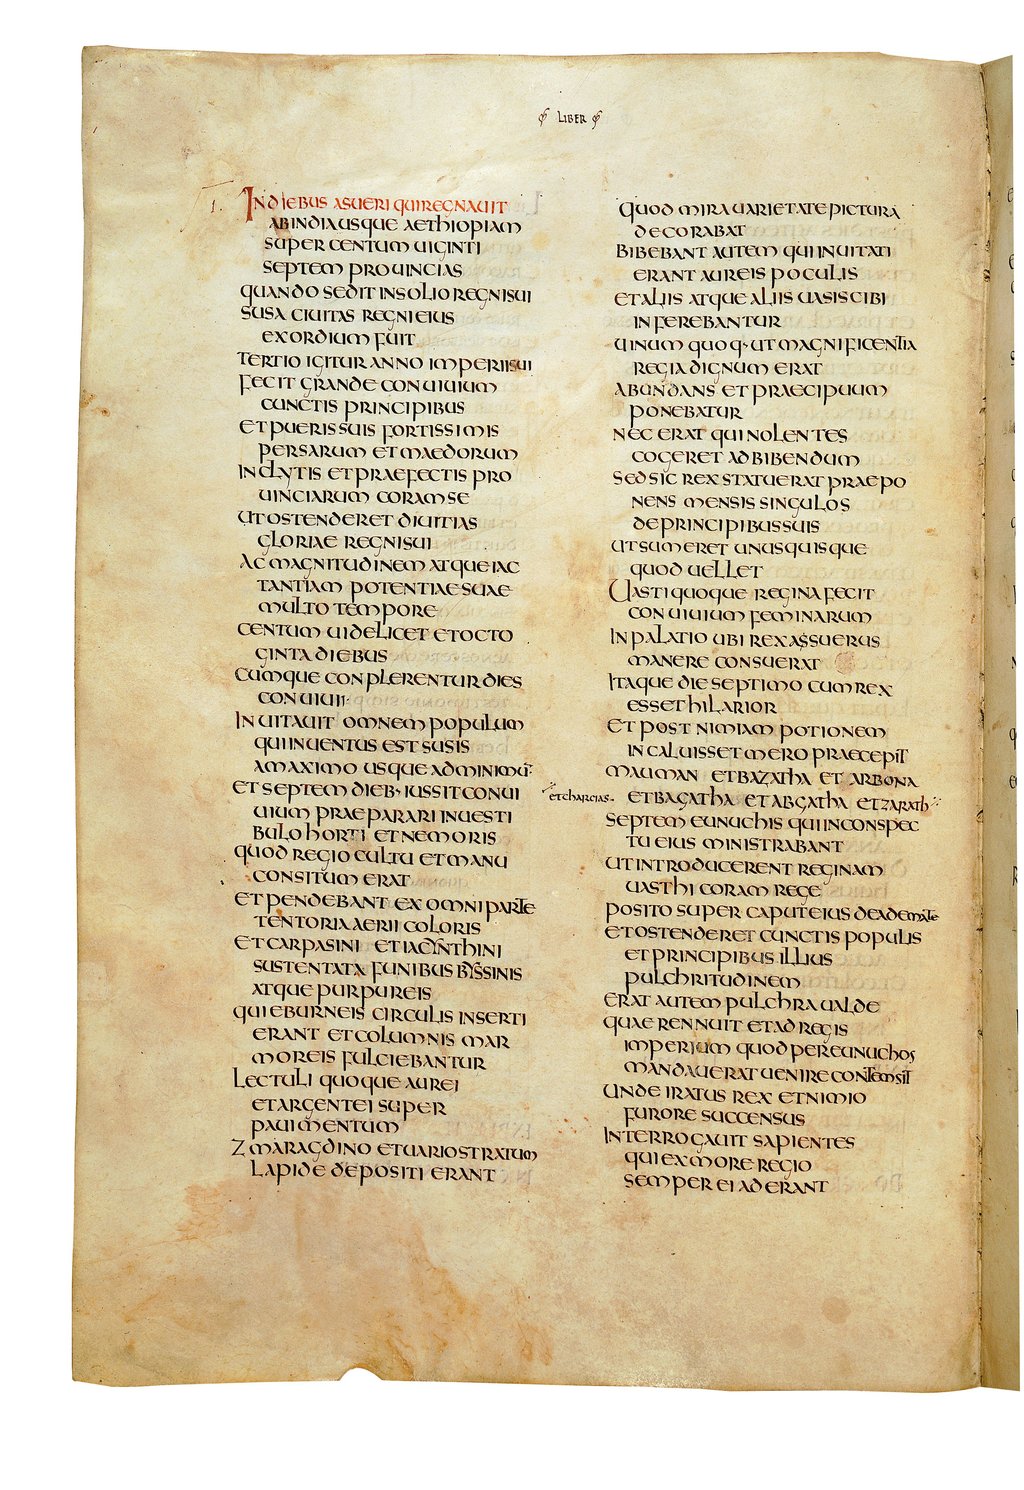 LIBER
I.
IN DIEBUS ASUERI QUI REGNAUIT
AB INDIA USQUE AETHIOPIAM
SUPER CENTUM UIGINTI
SEPTEM PROUINCIAS
QUANDO SEDIT IN SOLIO REGNI SUI
SUSA CIUITAS REGNI EIUS
EXORDIUM FUIT
TERTIO IGITUR ANNO IMPERII SUI
FECIT GRANDE CONUIUIUM
CUNCTIS PRINCIPIBUS
ET PUERIS SUIS FORTISSIMIS
PERSARUM ET MAEDORUM
INCLYTIS ET PRAEFECTIS PRO
UINCIARUM CORAM SE
UT OSTENDERET DIUITIAS
GLORIAE REGNI SUI
AC MAGNITUDINEM ATQUE IAC
TANTIAM POTENTIAE SUAE
MULTO TEMPORE
CENTUM UIDELICET ET OCTO
GINTA DIEBUS
CUMQUE CONPLERENTUR DIES
CONUIUII
INUITAUIT OMNEM POPULUM
QUI INUENTUS EST SUSIS
A MAXIMO USQUE AD MINIMŪ
ET SEPTEM DIEB· IUSSIT CONUI
UIUM PRAEPARARI IN UESTI
BULO HORTI ET NEMORIS
QUOD REGIO CULTU ET MANU
CONSITUM ERAT
ET PENDEBANT EX OMNI PARTE
TENTORIA AERII COLORIS
ET CARPASINI ET IACYNTHINI
SUSTENTATA FUNIBUS BYSSINIS
ATQUE PURPUREIS
QUI EBURNEIS CIRCULIS INSERTI
ERANT ET COLUMNIS MAR
MOREIS FULCIEBANTUR
LECTULI QUOQUE AUREI
ET ARGENTEI SUPER
PAUIMENTUM
ZMARAGDINO ET UARIO STRATUM
LAPIDE DEPOSITI ERANT
QUOD MIRA UARIETATE PICTURA
DECORABAT
BIBEBANT AUTEM QUI INUITATI
ERANT AUREIS POCULIS
ET ALIIS ATQUE ALIIS UASIS CIBI
INFEREBANTUR
UINUM QUOQ· UT MAGNIFICENTIA
REGIA DIGNUM ERAT
ABUNDANS ET PRAECIPUUM
PONEBATUR
NEC ERAT QUI NOLENTES
COGERET AD BIBENDUM
SED SIC REX STATUERAT PRAEPO
NENS MENSIS SINGULOS
DE PRINCIPIBUS SUIS
UT SUMERET UNUSQUISQUE
QUOD UELLET
UASTI QUOQUE REGINA FECIT
CONUIUIUM FEMINARUM
IN PALATIO UBI REX ASSUERUS
MANERE CONSUERAT
ITAQUE DIE SEPTIMO CUM REX
ESSET HILARIOR
ET POST NIMIAM POTIONEM
INCALUISSET MERO PRAECEPIT
MAUMAN ET BAZATHA ET ARBONA
et charcias. ET BAGATHA ET ABGATHA ET ZARATH
SEPTEM EUNUCHIS QUI IN CONSPEC
TU EIUS MINISTRABANT
UT INTRODUCERENT REGINAM
UASTHI CORAM REGE
POSITO SUPER CAPUT EIUS DEADEMATE
ET OSTENDERET CUNCTIS POPULIS
ET PRINCIPIBUS ILLIUS
PULCHRITUDINEM
ERAT AUTEM PULCHRA UALDE
QUAE RENNUIT ET AD REGIS
IMPERIUM QUOD PER EUNUCHOS
MANDAUERAT UENIRE CONTEMSIT
UNDE IRATUS REX ET NIMIO
FURORE SUCCENSUS
INTERROGAUIT SAPIENTES
QUI EX MORE REGIO
SEMPER EI ADERANT